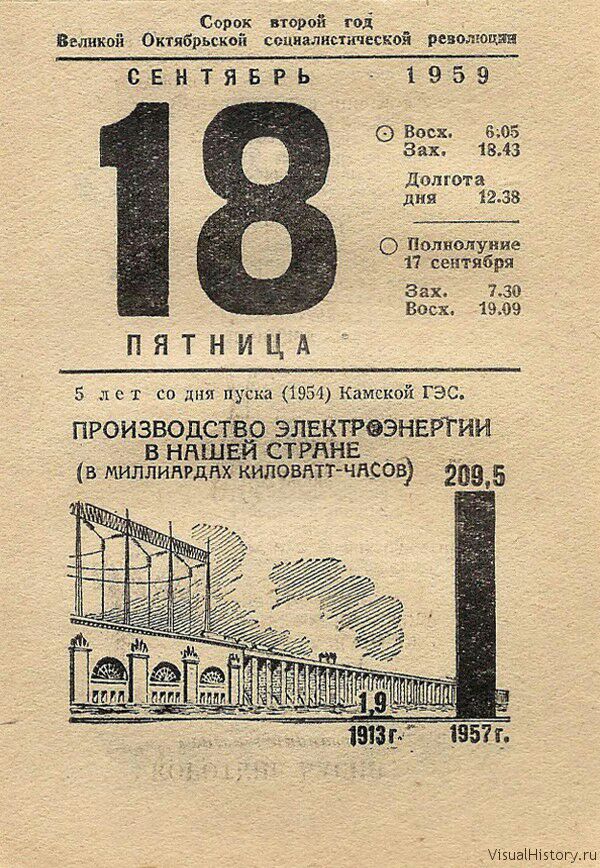 Сорок второй год
Великой Октябрьской социалистической революции
СЕНТЯБРЬ 1959
18
Восх. 6.05
Зах. 18.43
Долгота
дня 12.38
Полнолуние
17 сентября
Зах. 7.30
Восх. 19.09
ПЯТНИЦА
5 лет со дня пуска (1954) Камской ГЭС.
ПРОИЗВОДСТВО ЭЛЕКТРОЭНЕРГИИ
В НАШЕЙ СТРАНЕ
(В МИЛЛИАРДАХ КИЛОВАТТ-ЧАСОВ)
209,5
1,9
1913 г. 1957 г.
VisualHistory.ru